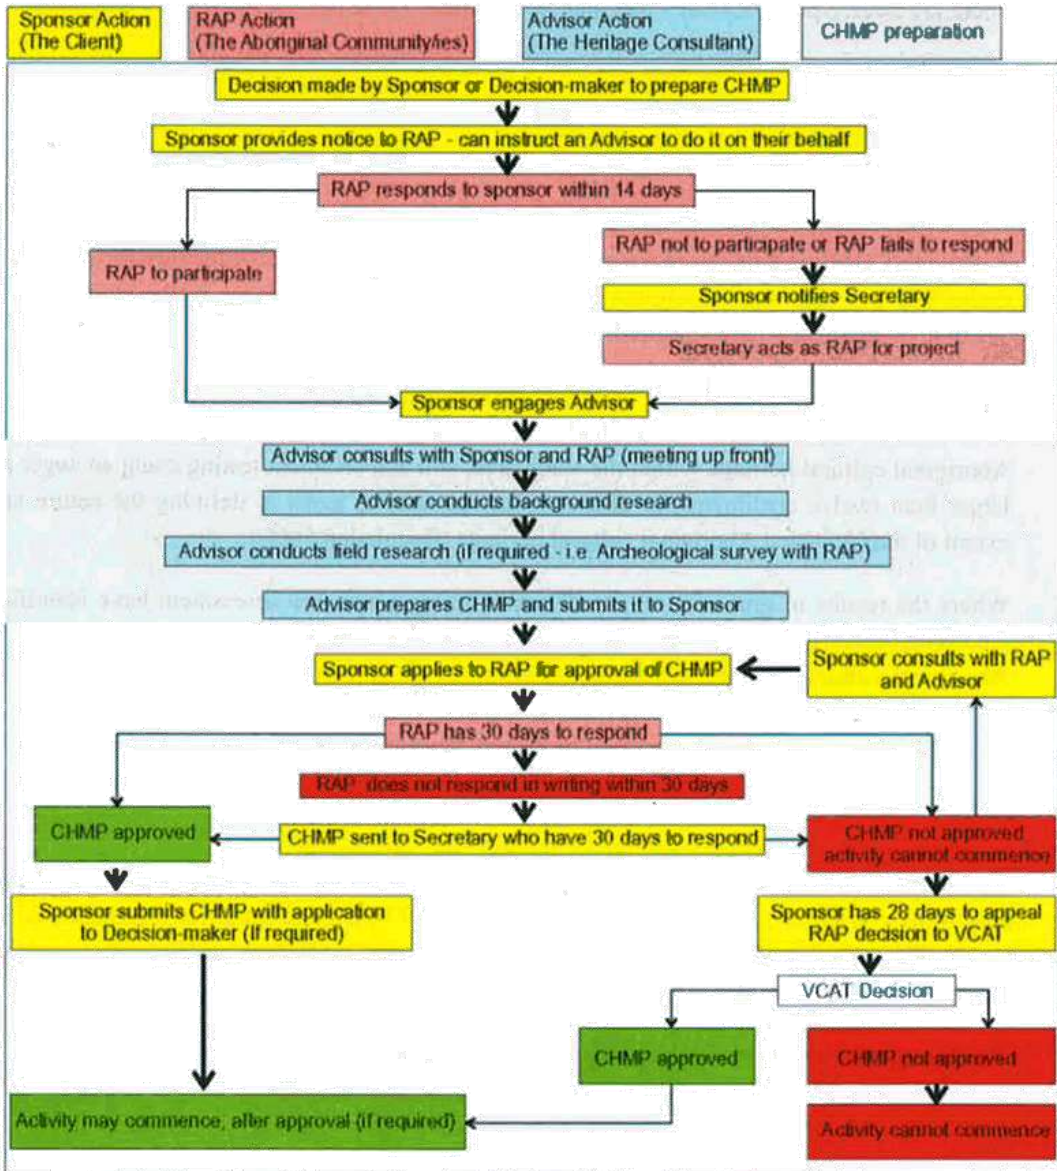 Sponsor Action
(The Client)
RAP Action
(The Aboriginal Community/ies)
Advisor Action
(The Heritage Consultant)
CHMP preparation
Decision made by Sponsor or Decision-maker to prepare CHMP
Sponsor provides notice to RAP - can instruct an Advisor to do it on their behalf
RAP responds to sponsor within 14 days
RAP to participate
RAP not to participate or RAP fails to respond
Sponsor notifies Secretary
Secretary acts as RAP for project
Sponsor engages Advisor
Advisor consults with Sponsor and RAP (meeting up front)
Advisor conducts background research
Advisor conducts field research (if required - i.e. Archeological survey with RAP)
Advisor prepares CHMP and submits it to Sponsor
Sponsor applies to RAP for approval of CHMP
Sponsor consults with RAP
and Advisor
RAP has 30 days to respond
RAP does not respond in writing within 30 days
CHMP approved
CHMP sent to Secretary who have 30 days to respond
CHMP not approved
activity cannot commence
Sponsor submits CHMP with application
to Decision-maker (If required)
Sponsor has 28 days to appeal
RAP decision to VCAT
VCAT Decision
CHMP approved
CHMP not approved
Activity may commence, after approval (if required)
Activity cannot commence